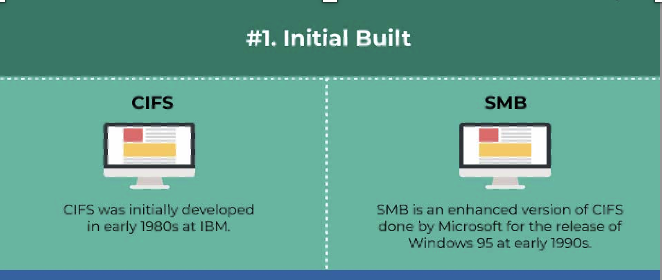 #1. Initial Built
CIFS
CIFS was initially developed
in early 1980s at IBM.
SMB
SMB is an enhanced version of CIFS
done by Microsoft for the release of
Windows 95 at early 1990s.